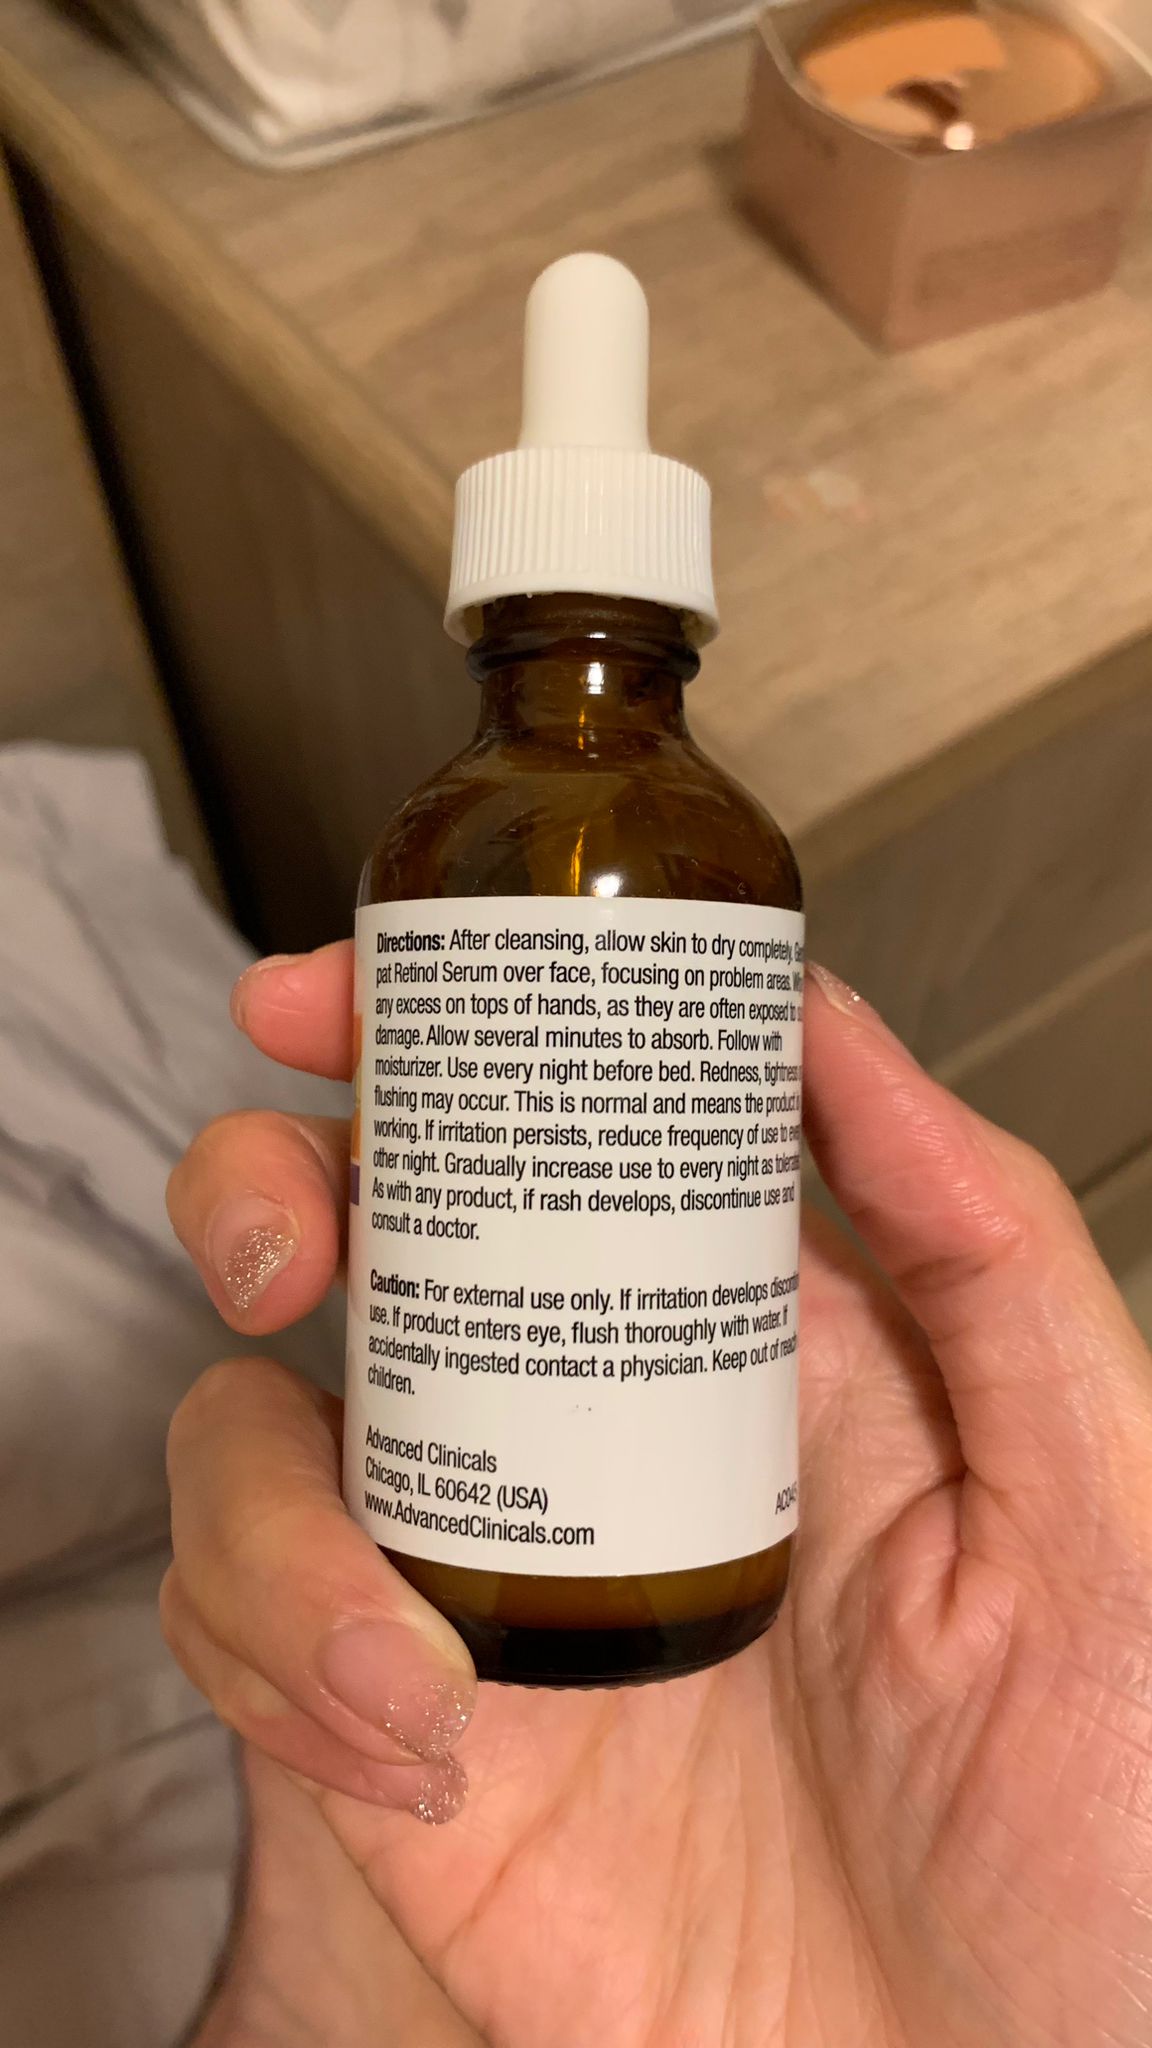 Directions: After cleansing, allow skin to dry completely.
pat Retinol Serum over face, focusing on problem areas.
any excess on tops of hands, as they are often exposed to
damage. Allow several minutes to absorb. Follow with
moisturizer. Use every night before bed. Redness, tightness
flushing may occur. This is normal and means the product
working. If irritation persists, reduce frequency of use to
other night. Gradually increase use to every night as tolerated.
As with any product, if rash develops, discontinue use and
consult a doctor.
Caution: For external use only. If irritation develops
use. If product enters eye, flush thoroughly with water. If
accidentally ingested contact a physician. Keep out of reach
children.
Advanced Clinicals
Chicago, IL 60642 (USA)
www.AdvancedClinicals.com